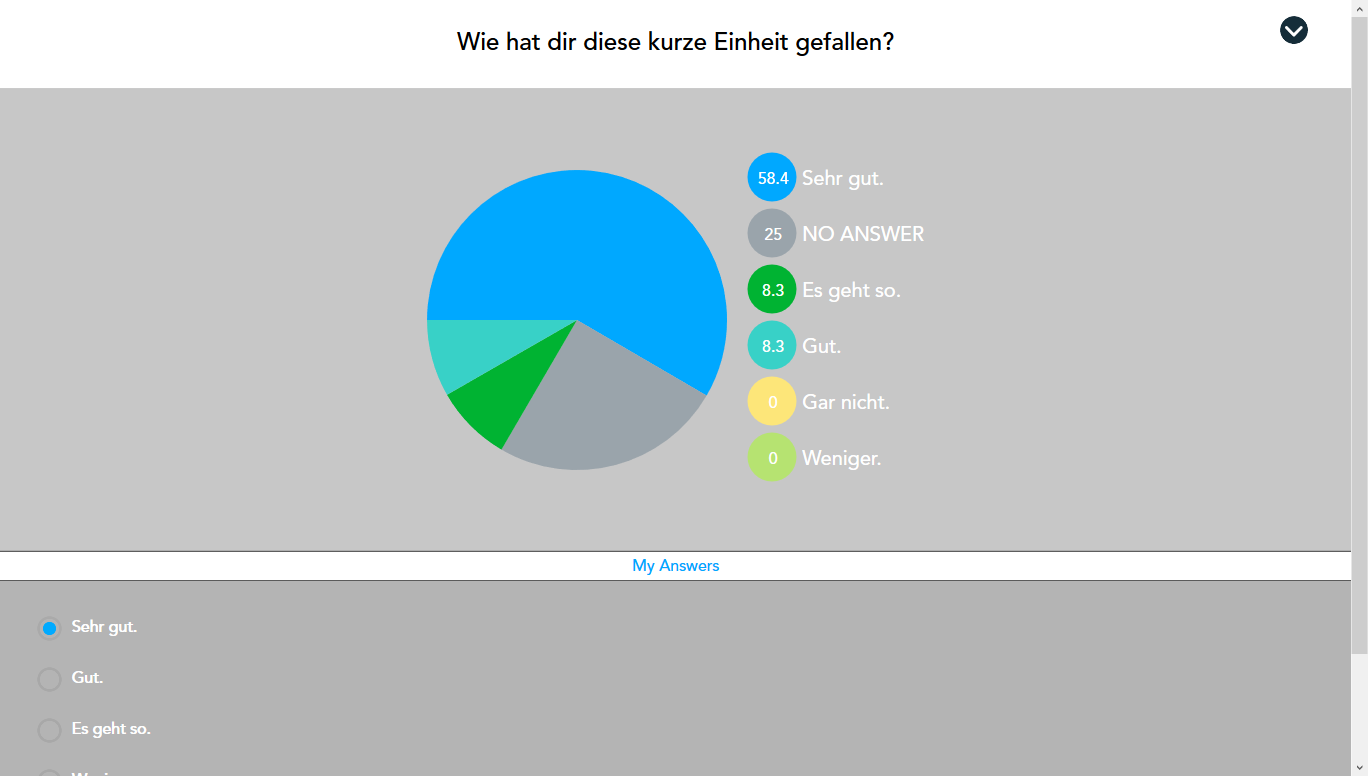 Wie hat dir diese kurze Einheit gefallen?
58.4 Sehr gut.
25 NO ANSWER
8.3 Es geht so.
8.3 Gut.
0 Gar nicht.
0 Weniger.
My Answers
Sehr gut.
Gut.
Es geht so.